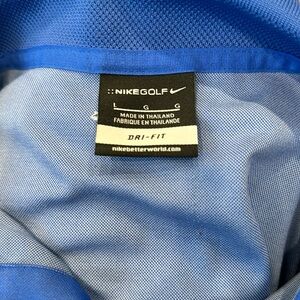 ::NIKEGOLF
L G G
MADE IN THAILAND
FABRIQUE EN THAILANDE
DRI-FIT
nikebetterworld.com